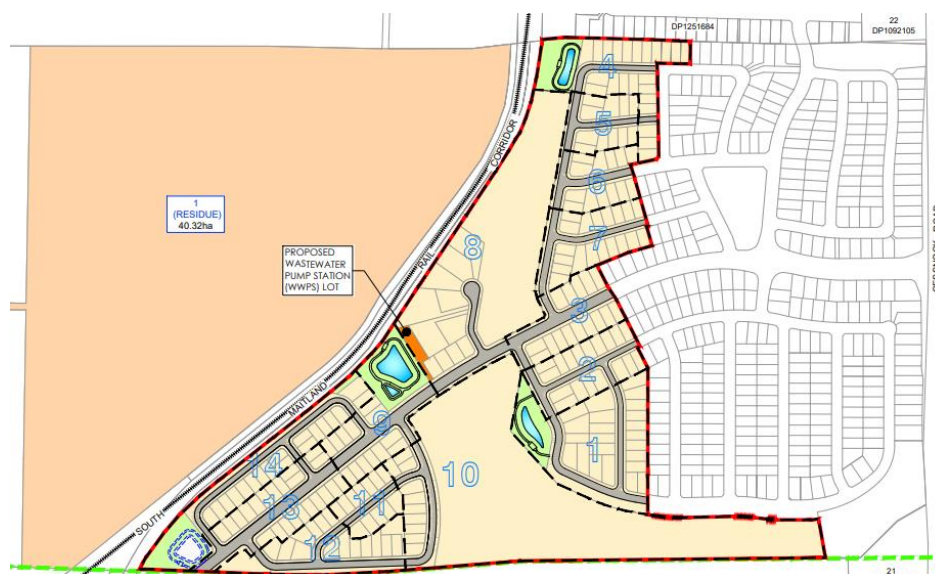 DP1251684
22
DP1092105
4
CORRIDOR
5
6
1
(RESIDUE)
40.32ha
7
8
RAIL
PROPOSED
WASTEWATER
PUMP STATION
(WWPS) LOT
3
2
MAITLAND
9
1
14
10
13
11
SOUTH
12
21